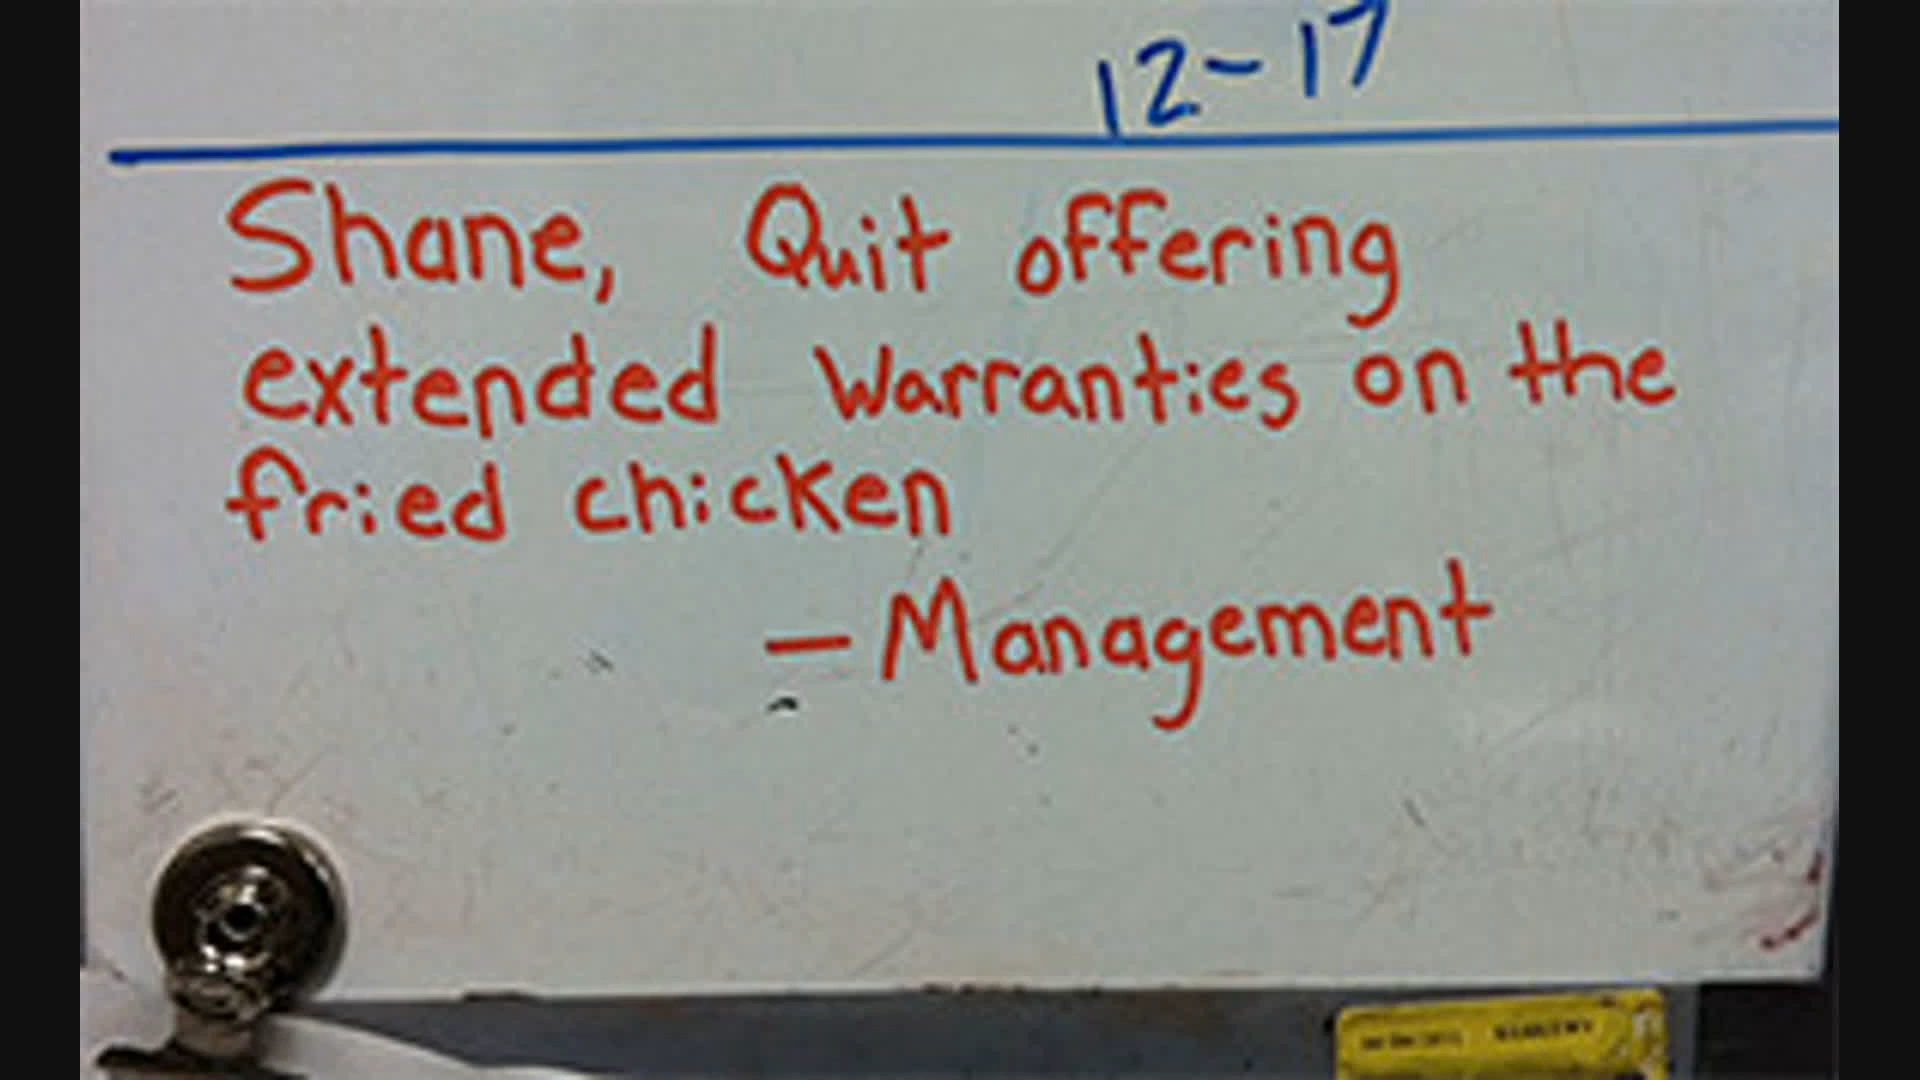 12-17
Shane, Quit offering
extended Warranties on the
fried chicken
- Management